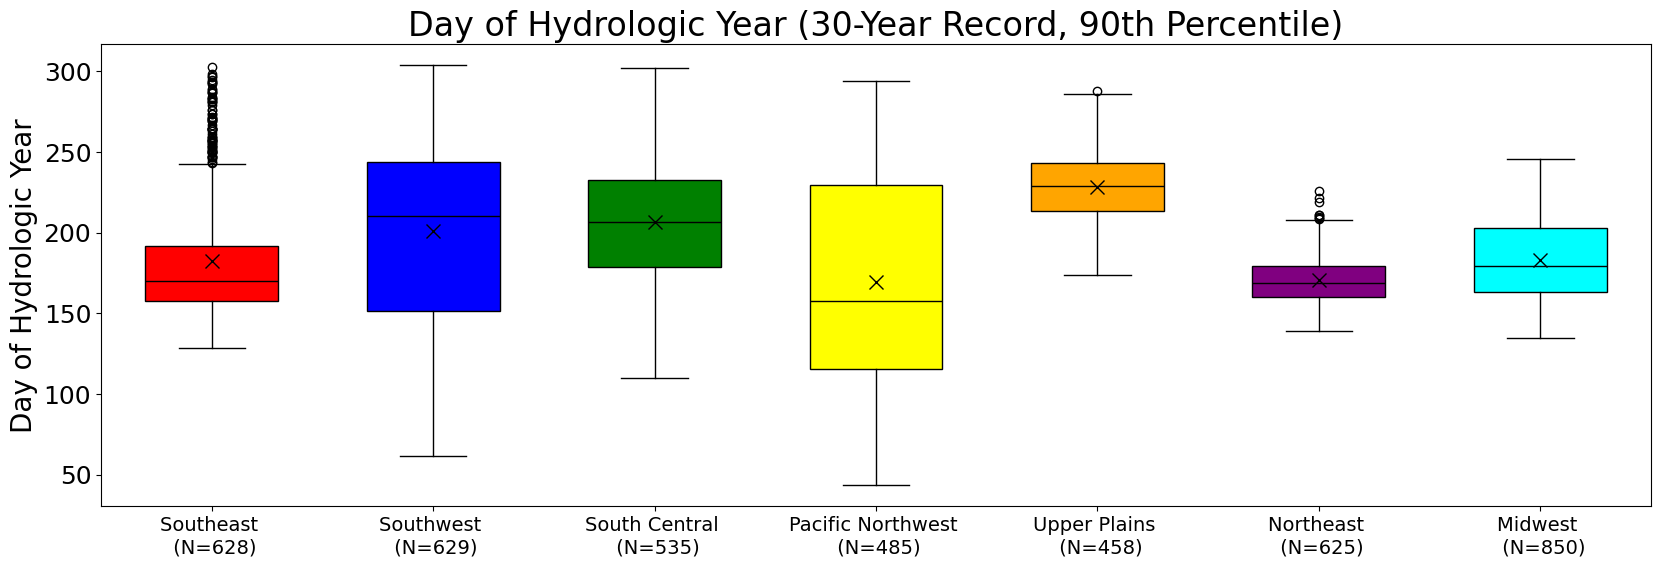 Day of Hydrologic Year (30-Year Record, 90th Percentile)
Day of Hydrologic Year
300
250
200
150
100
50
Southeast
(N=628)
Southwest
(N=629)
South Central
(N=535)
Pacific Northwest
(N=485)
Upper Plains
(N=458)
Northeast
(N=625)
Midwest
(N=850)